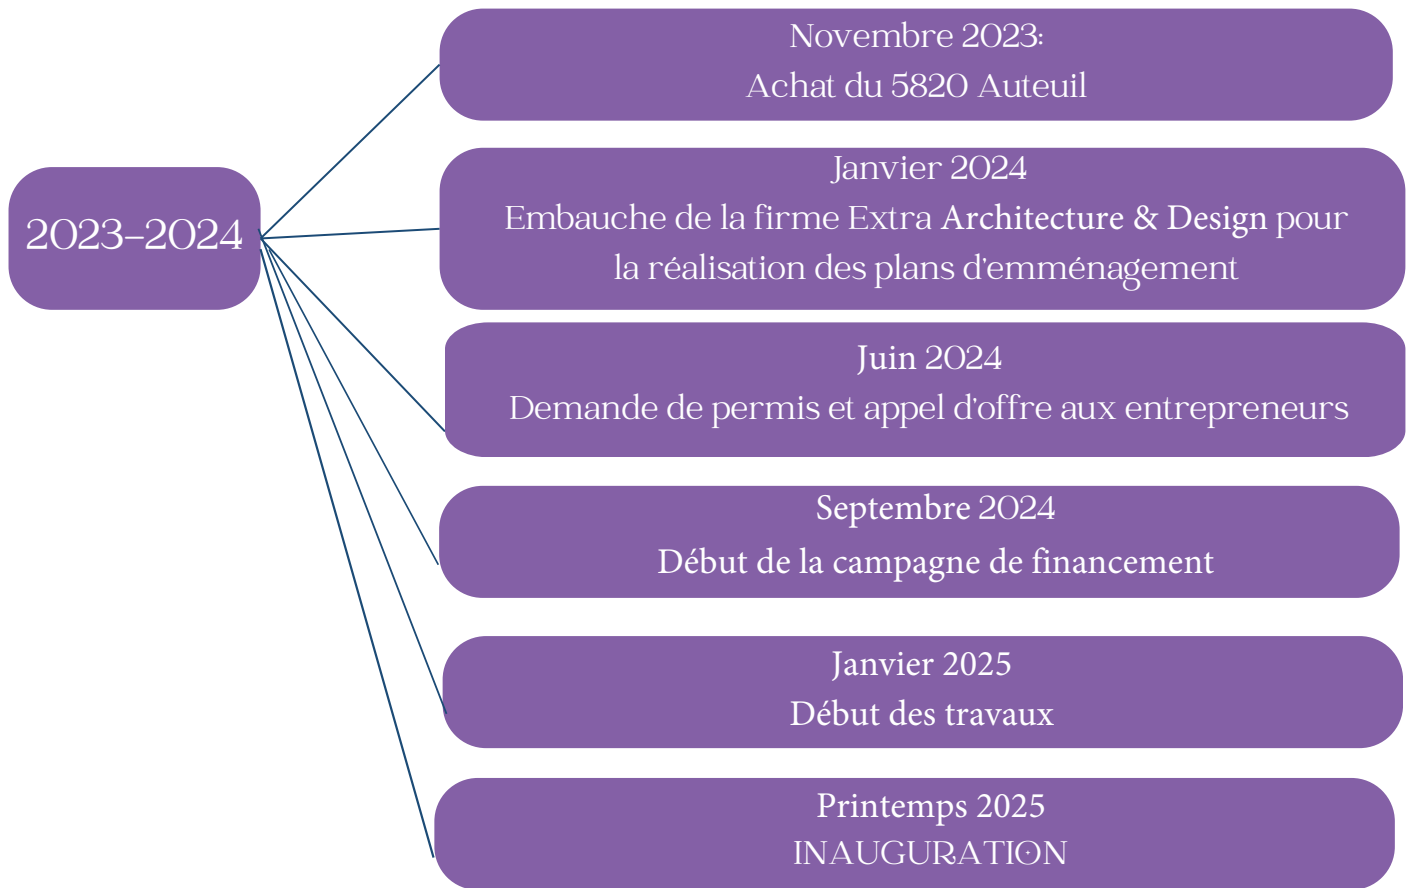 2023-2024
Novembre 2023:
Achat du 5820 Auteuil
Janvier 2024
Embauche de la firme Extra Architecture & Design pour
la réalisation des plans d'emménagement
Juin 2024
Demande de permis et appel d'offre aux entrepreneurs
Septembre 2024
Début de la campagne de financement
Janvier 2025
Début des travaux
Printemps 2025
INAUGURATION